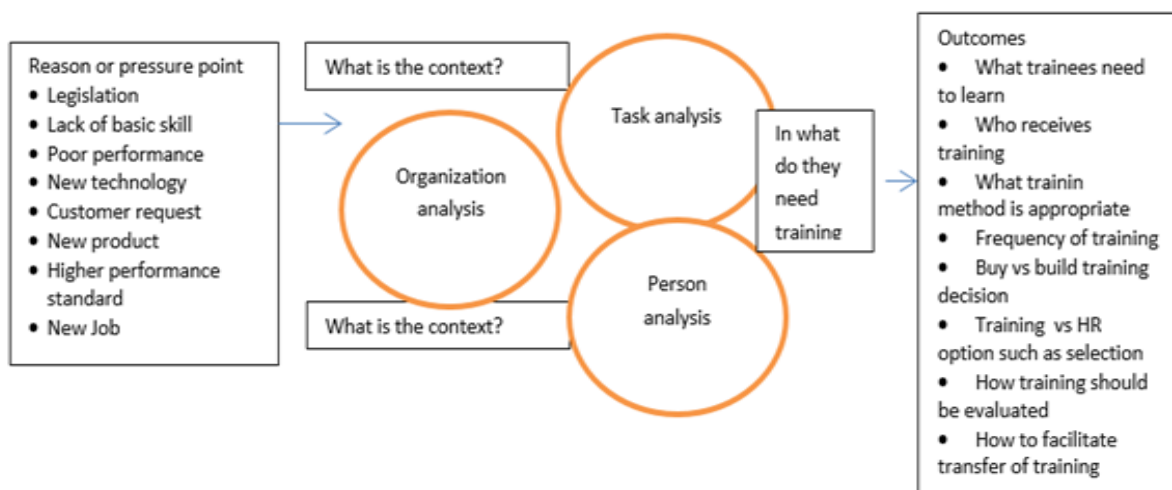 Reason or pressure point
• Legislation
• Lack of basic skill
• Poor performance
• New technology
• Customer request
• New product
• Higher performance
standard
• New Job
What is the context?
Organization
analysis
What is the context?
Task analysis
Person
analysis
In what
do they
need
training
Outcomes
• What trainees need
to learn
• Who receives
training
• What trainin
method is appropriate
• Frequency of training
• Buy vs build training
decision
• Training vs HR
option such as selection
• How training should
be evaluated
• How to facilitate
transfer of training